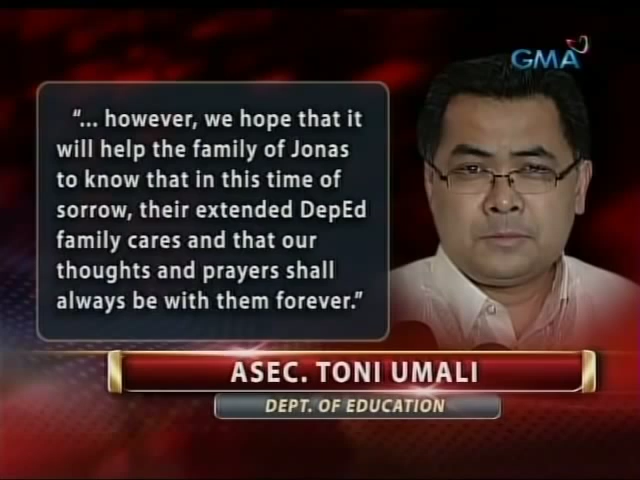 GMA
"... however, we hope that it
will help the family of Jonas
to know that in this time of
sorrow, their extended DepEd
family cares and that our
thoughts and prayers shall
always be with them forever."
ASEC. TONI UMALI
DEPT. OF EDUCATION